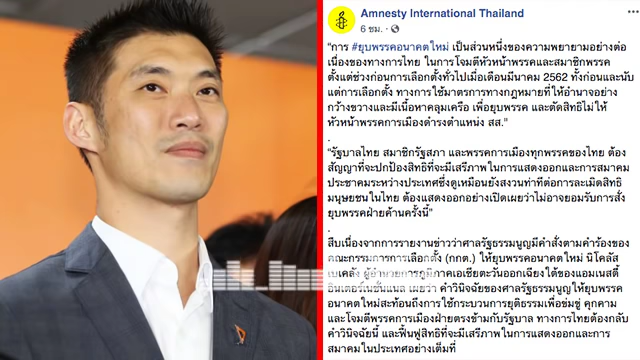 Amnesty International Thailand
6 ชม.
"การ #ยุบพรรคอนาคตใหม่ เป็นส่วนหนึ่งของความพยายามอย่างต่อ
เนื่องของทางการไทย ในการโจมตีหัวหน้าพรรคและสมาชิกพรรค
ตั้งแต่ช่วงก่อนการเลือกตั้งทั่วไปเมื่อเดือนมีนาคม 2562 ทั้งก่อนและนับ
แต่การเลือกตั้ง ทางการใช้มาตรการทางกฎหมายที่ให้อำนาจอย่าง
กว้างขวางและมีเนื้อหาคลุมเครือ เพื่อยุบพรรค และตัดสิทธิไม่ให้
หัวหน้าพรรคการเมืองดำรงตำแหน่ง สส."
.
"รัฐบาลไทย สมาชิกรัฐสภา และพรรคการเมืองทุกพรรคของไทย ต้อง
สัญญาที่จะปกป้องสิทธิที่จะมีเสรีภาพในการแสดงออกและการสมาคม
ประชาคมระหว่างประเทศซึ่งดูเหมือนยังสงวนท่าทีต่อการละเมิดสิทธิ
มนุษยชนในไทย ต้องแสดงออกอย่างเปิดเผยว่าไม่อาจยอมรับการสั่ง
ยุบพรรคฝ่ายค้านครั้งนี้"
.
สืบเนื่องจากการรายงานข่าวว่าศาลรัฐธรรมนูญมีคำสั่งตามคำร้องของ
คณะกรรมการการเลือกตั้ง (กกต.) ให้ยุบพรรคอนาคตใหม่ นิโคลัส
เบเคลัง ผู้อำนวยการภูมิภาคเอเชียตะวันออกเฉียงใต้ของแอมเนสตี้
อินเตอร์เนชั่นแนล เผยว่า คำวินิจฉัยของศาลรัฐธรรมนูญให้ยุบพรรค
อนาคตใหม่สะท้อนถึงการใช้กระบวนการยุติธรรมเพื่อข่มขู่ คุกคาม
และโจมตีพรรคการเมืองฝ่ายตรงข้ามกับรัฐบาล ทางการไทยต้องกลับ
คำวินิจฉัยนี้ และฟื้นฟูสิทธิที่จะมีเสรีภาพในการแสดงออกและการ
สมาคมในประเทศอย่างเต็มที่